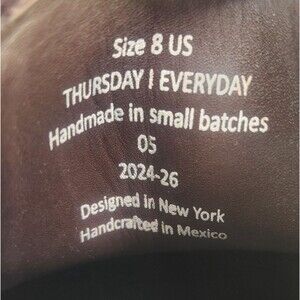 Size 8 US
THURSDAY | EVERYDAY
Handmade in small batches
05
2024-26
Designed in New York
Handcrafted in Mexico